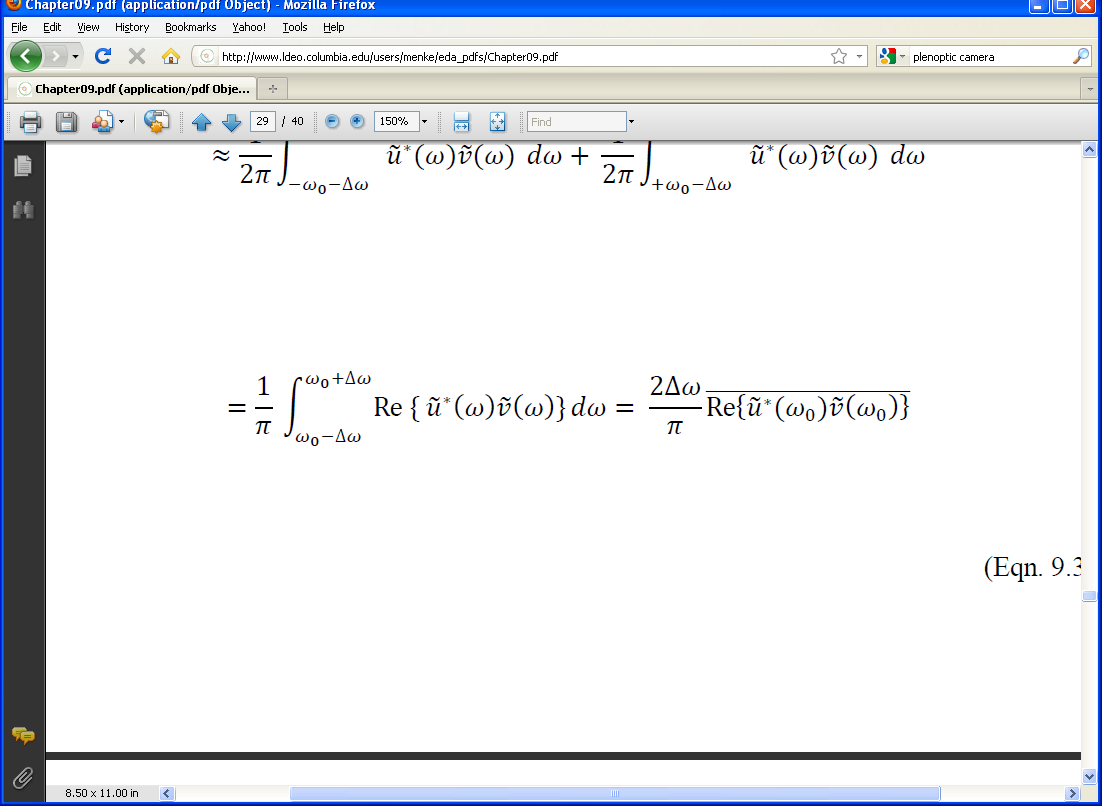 Chapter09.pdf (application/pdf Object) - Mozilla Firefox
File Edit View History Bookmarks Yahoo! Tools Help
http://www.ldeo.columbia.edu/users/menke/eda_pdfs/Chapter09.pdf
plenoptic camera
Chapter09.pdf (application/pdf Obje...
29 / 40 150% Find
≈ 1/2π ∫_{−ω₀−Δω} ũ*(ω)ṽ(ω) dω + 1/2π ∫_{+ω₀−Δω} ũ*(ω)ṽ(ω) dω
= 1/π ∫_{ω₀−Δω}^{ω₀+Δω} Re { ũ*(ω)ṽ(ω)} dω = 2Δω/π \overline{Re{ũ*(ω₀)ṽ(ω₀)}}
(Eqn. 9.3
8.50 x 11.00 in